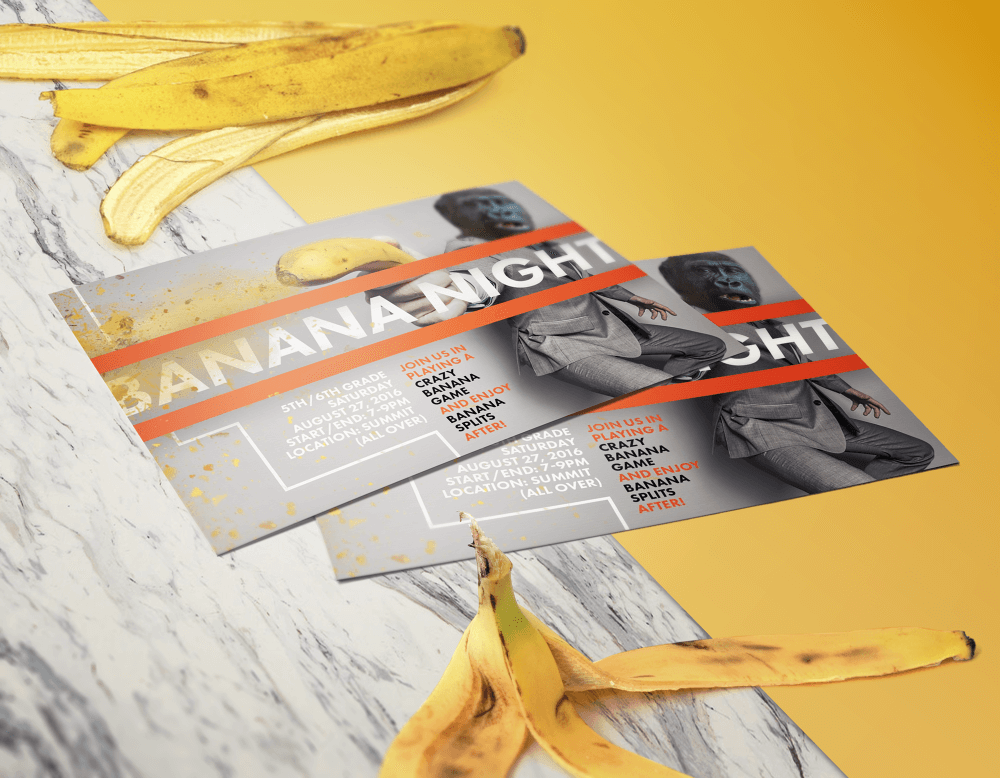 BANANA NIGHT
5TH/6TH GRADE
SATURDAY
AUGUST 27, 2016
START/END: 7-9PM
LOCATION: SUMMIT
(ALL OVER)
JOIN US IN
PLAYING A
CRAZY
BANANA
GAME
AND ENJOY
BANANA
SPLITS
AFTER!
GHT
GRADE
SATURDAY
AUGUST 27, 2016
START/END: 7-9PM
LOCATION: SUMMIT
(ALL OVER)
JOIN US IN
PLAYING A
CRAZY
BANANA
GAME
AND ENJOY
BANANA
SPLITS
AFTER!